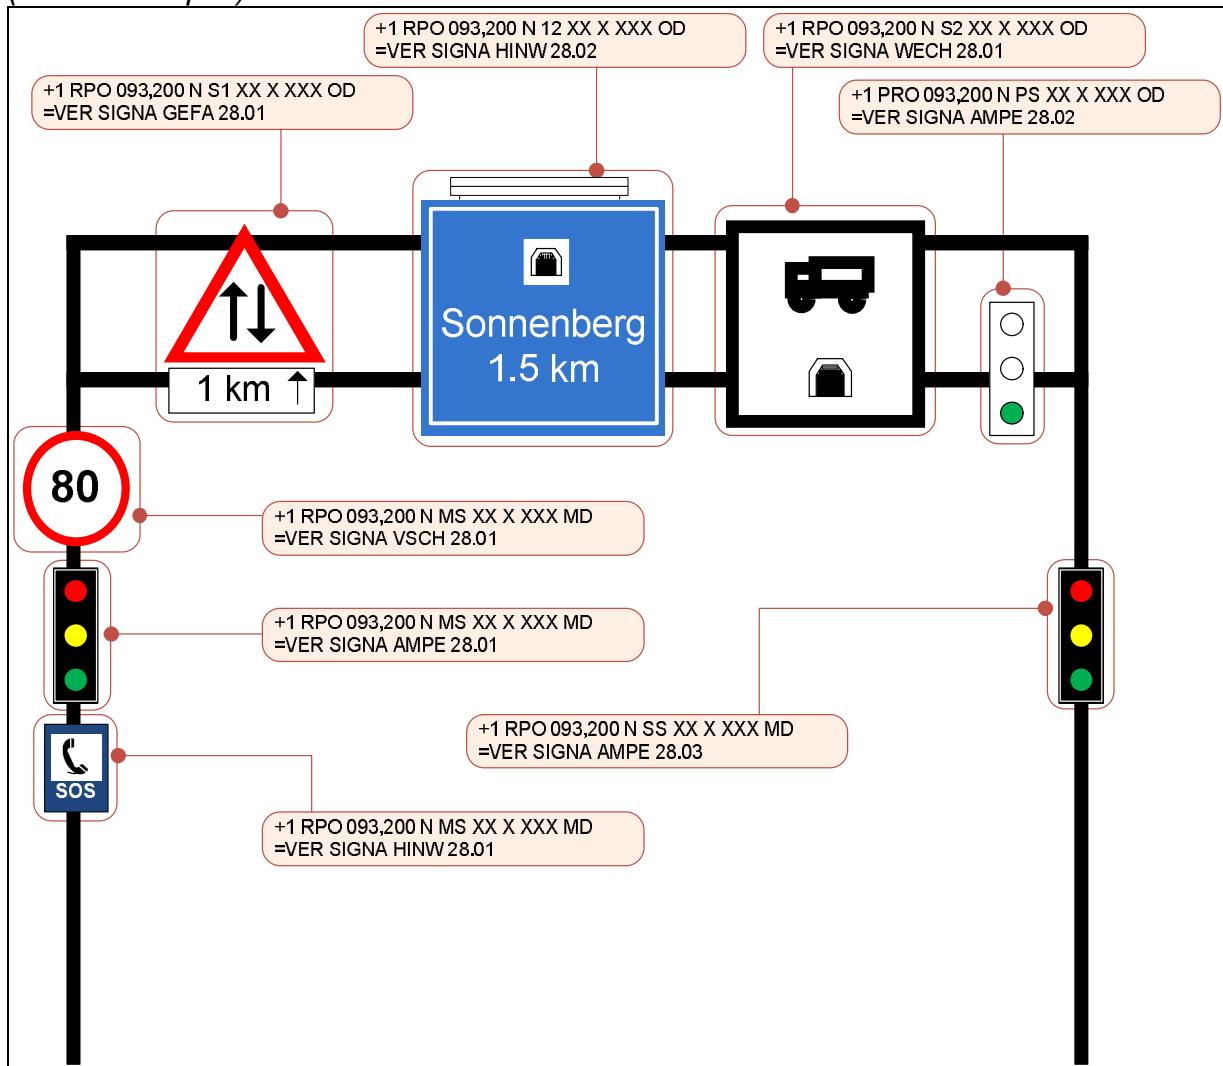 +1 RPO 093,200 N 12 XX X XXX OD
=VER SIGNA HINW 28.02
+1 RPO 093,200 N S2 XX X XXX OD
=VER SIGNA WECH 28.01
+1 RPO 093,200 N S1 XX X XXX OD
=VER SIGNA GEFA 28.01
+1 PRO 093,200 N PS XX X XXX OD
=VER SIGNA AMPE 28.02
Sonnenberg
1.5 km
1 km
80
+1 RPO 093,200 N MS XX X XXX MD
=VER SIGNA VSCH 28.01
+1 RPO 093,200 N MS XX X XXX MD
=VER SIGNA AMPE 28.01
+1 RPO 093,200 N SS XX X XXX MD
=VER SIGNA AMPE 28.03
SOS
+1 RPO 093,200 N MS XX X XXX MD
=VER SIGNA HINW 28.01